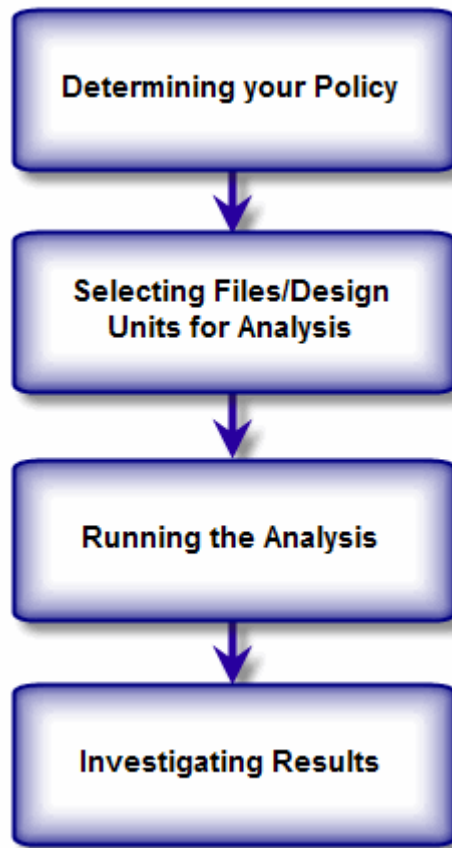 Determining your Policy
Selecting Files/Design
Units for Analysis
Running the Analysis
Investigating Results